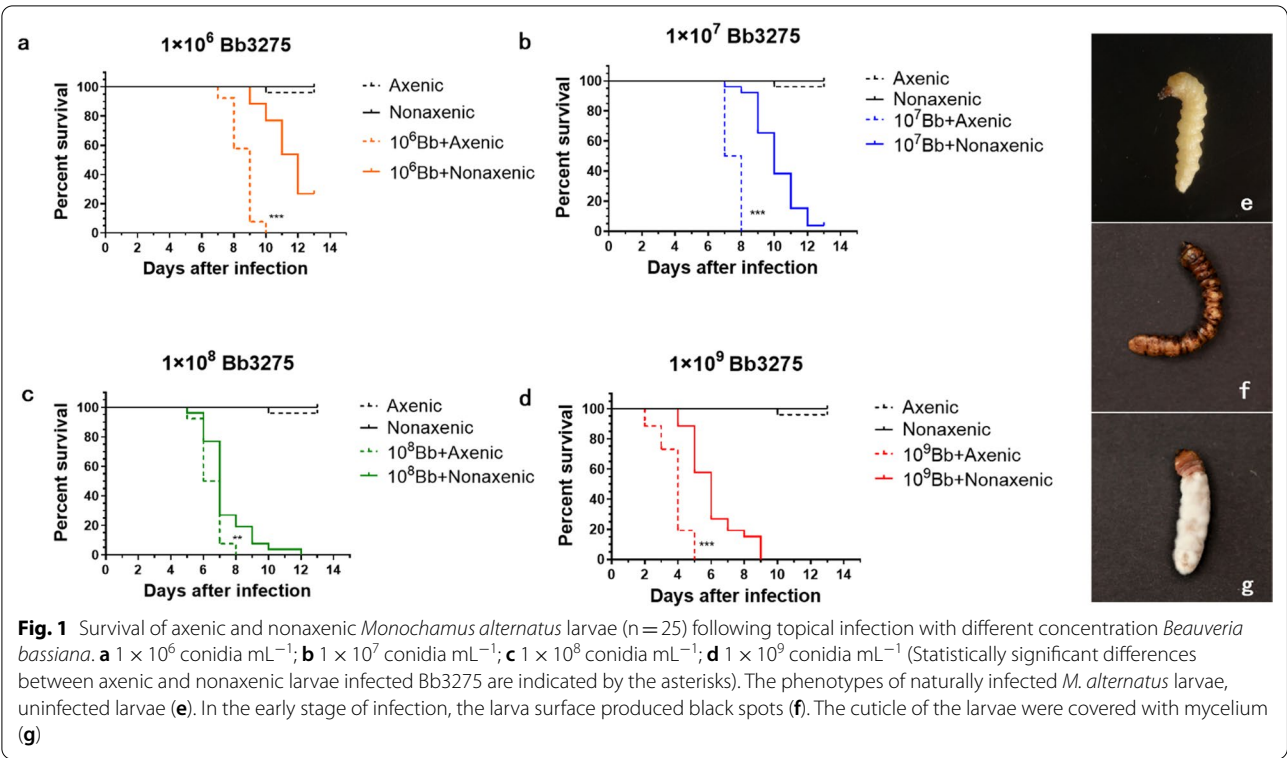 a
1×10⁶ Bb3275
Percent survival
100
80
60
40
20
0
***
0 2 4 6 8 10 12 14
Days after infection
Axenic
Nonaxenic
10⁶Bb+Axenic
10⁶Bb+Nonaxenic
b
1×10⁷ Bb3275
Percent survival
100
80
60
40
20
0
***
0 2 4 6 8 10 12 14
Days after infection
Axenic
Nonaxenic
10⁷Bb+Axenic
10⁷Bb+Nonaxenic
c
1×10⁸ Bb3275
Percent survival
100
80
60
40
20
0
**
0 2 4 6 8 10 12 14
Days after infection
Axenic
Nonaxenic
10⁸Bb+Axenic
10⁸Bb+Nonaxenic
d
1×10⁹ Bb3275
Percent survival
100
80
60
40
20
0
***
0 2 4 6 8 10 12 14
Days after infection
Axenic
Nonaxenic
10⁹Bb+Axenic
10⁹Bb+Nonaxenic
e
f
g
Fig. 1 Survival of axenic and nonaxenic Monochamus alternatus larvae (n = 25) following topical infection with different concentration Beauveria
bassiana. a 1 × 10⁶ conidia mL⁻¹; b 1 × 10⁷ conidia mL⁻¹; c 1 × 10⁸ conidia mL⁻¹; d 1 × 10⁹ conidia mL⁻¹ (Statistically significant differences
between axenic and nonaxenic larvae infected Bb3275 are indicated by the asterisks). The phenotypes of naturally infected M. alternatus larvae,
uninfected larvae (e). In the early stage of infection, the larva surface produced black spots (f). The cuticle of the larvae were covered with mycelium
(g)